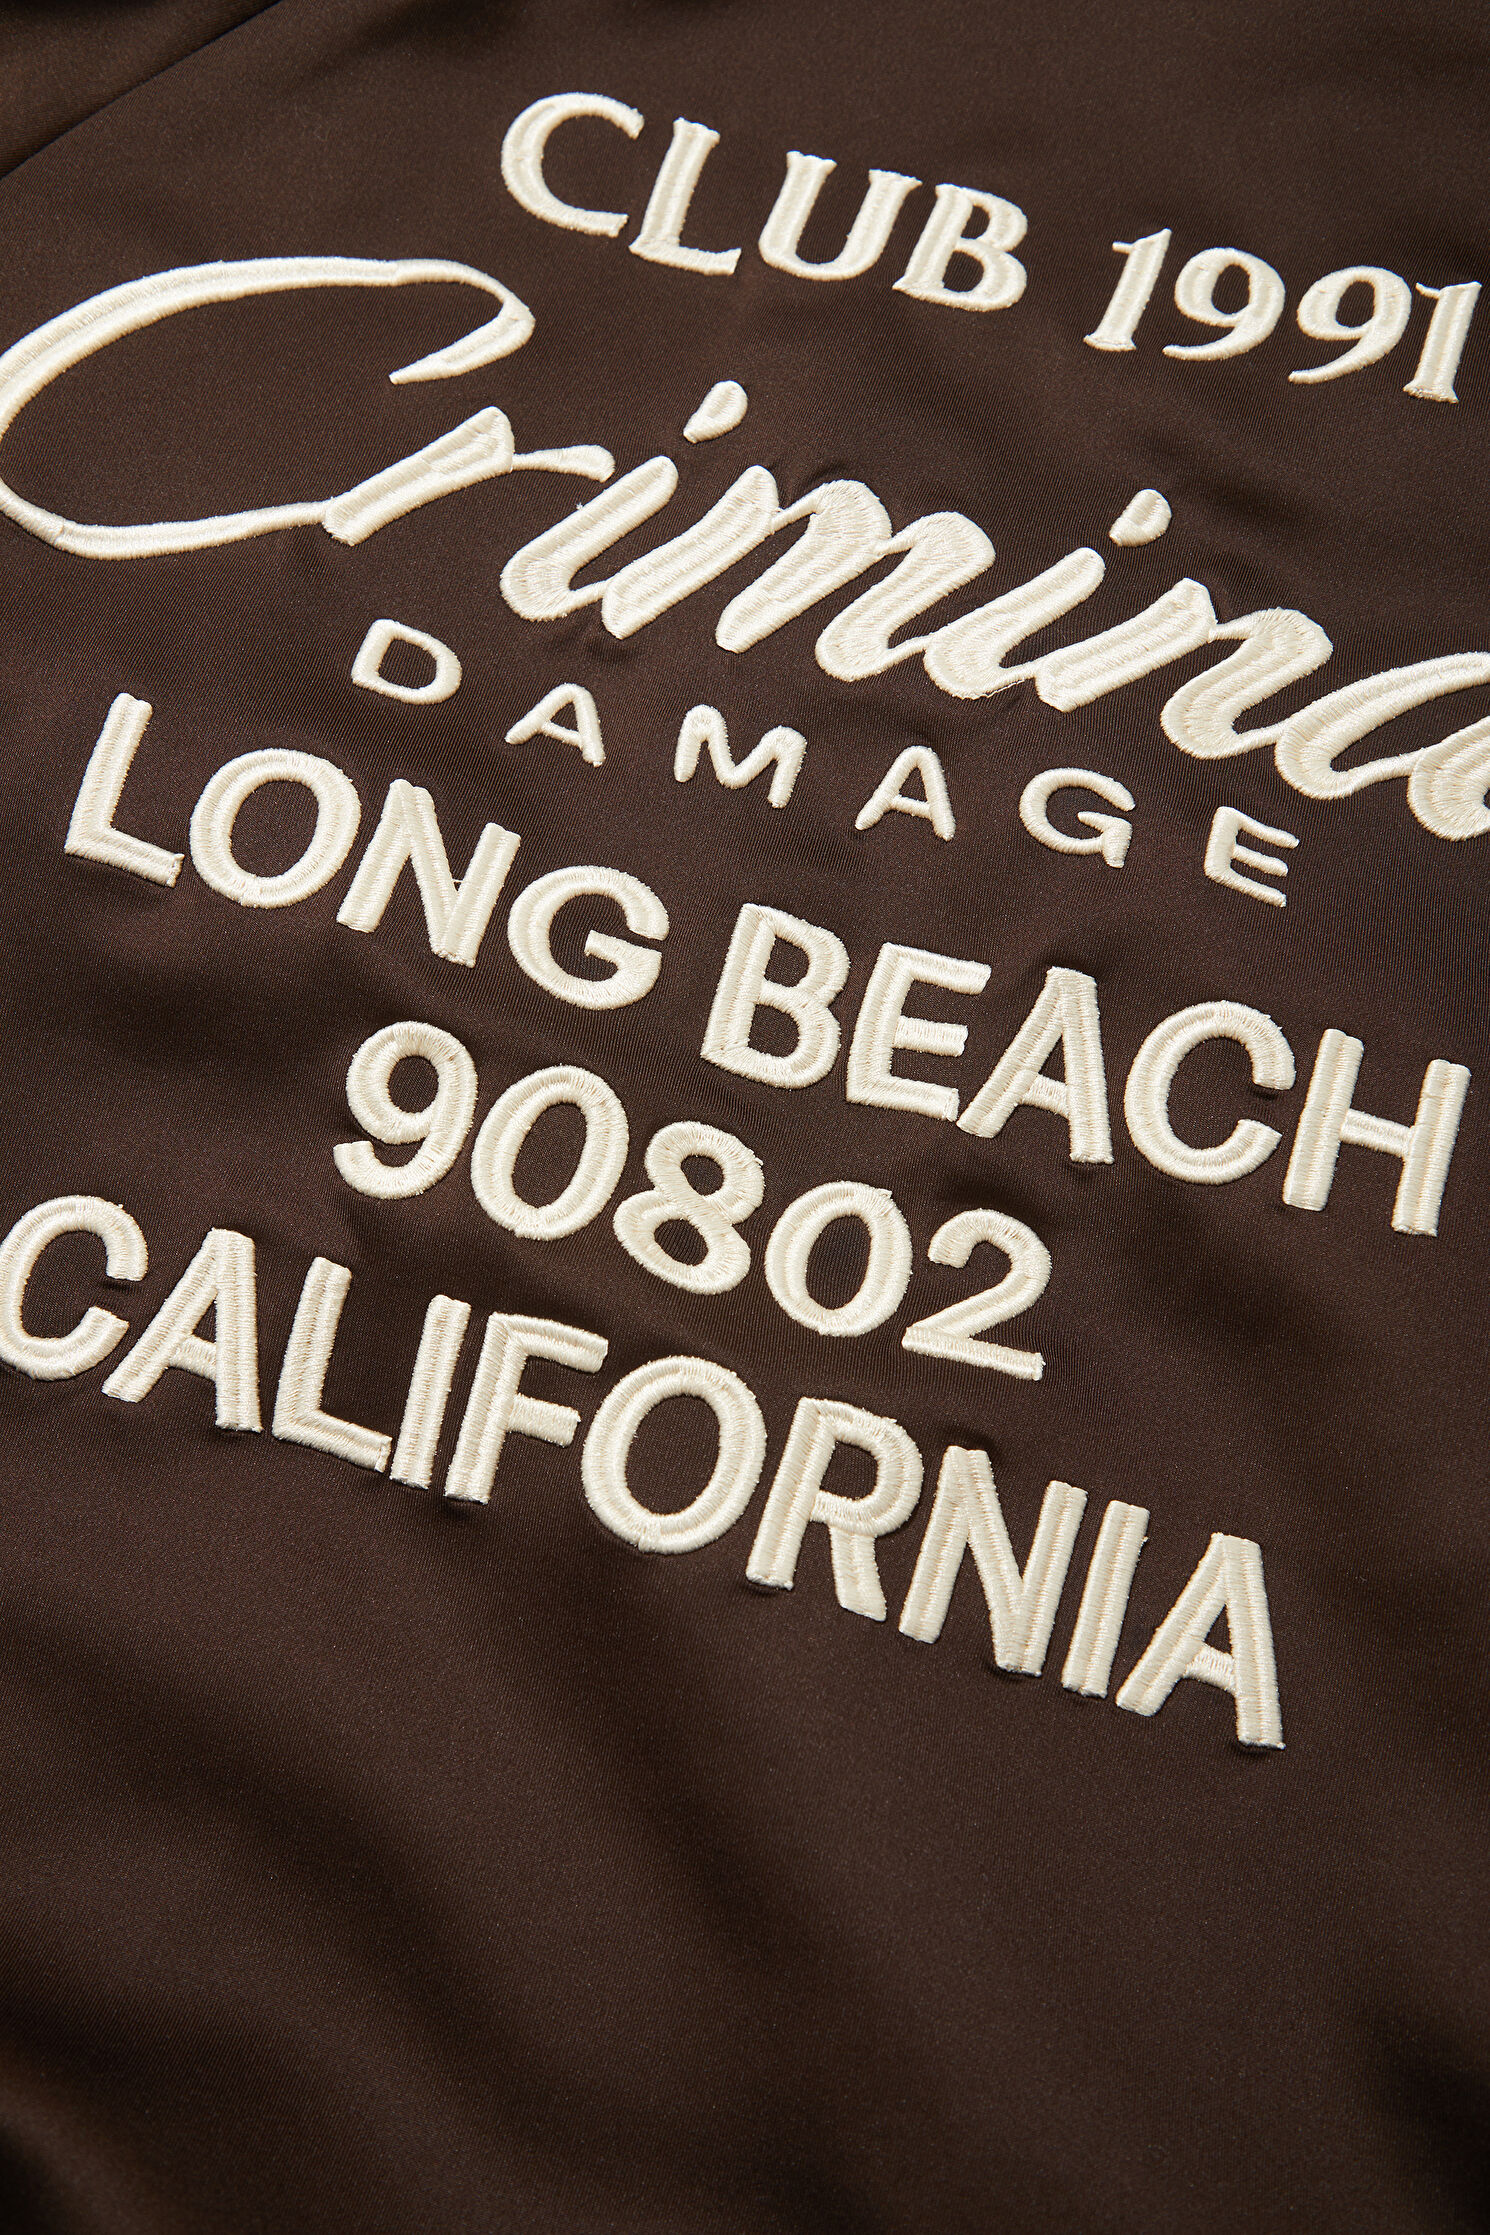 CLUB 1991
Crimina
DAMAGE
LONG BEACH
90802
CALIFORNIA